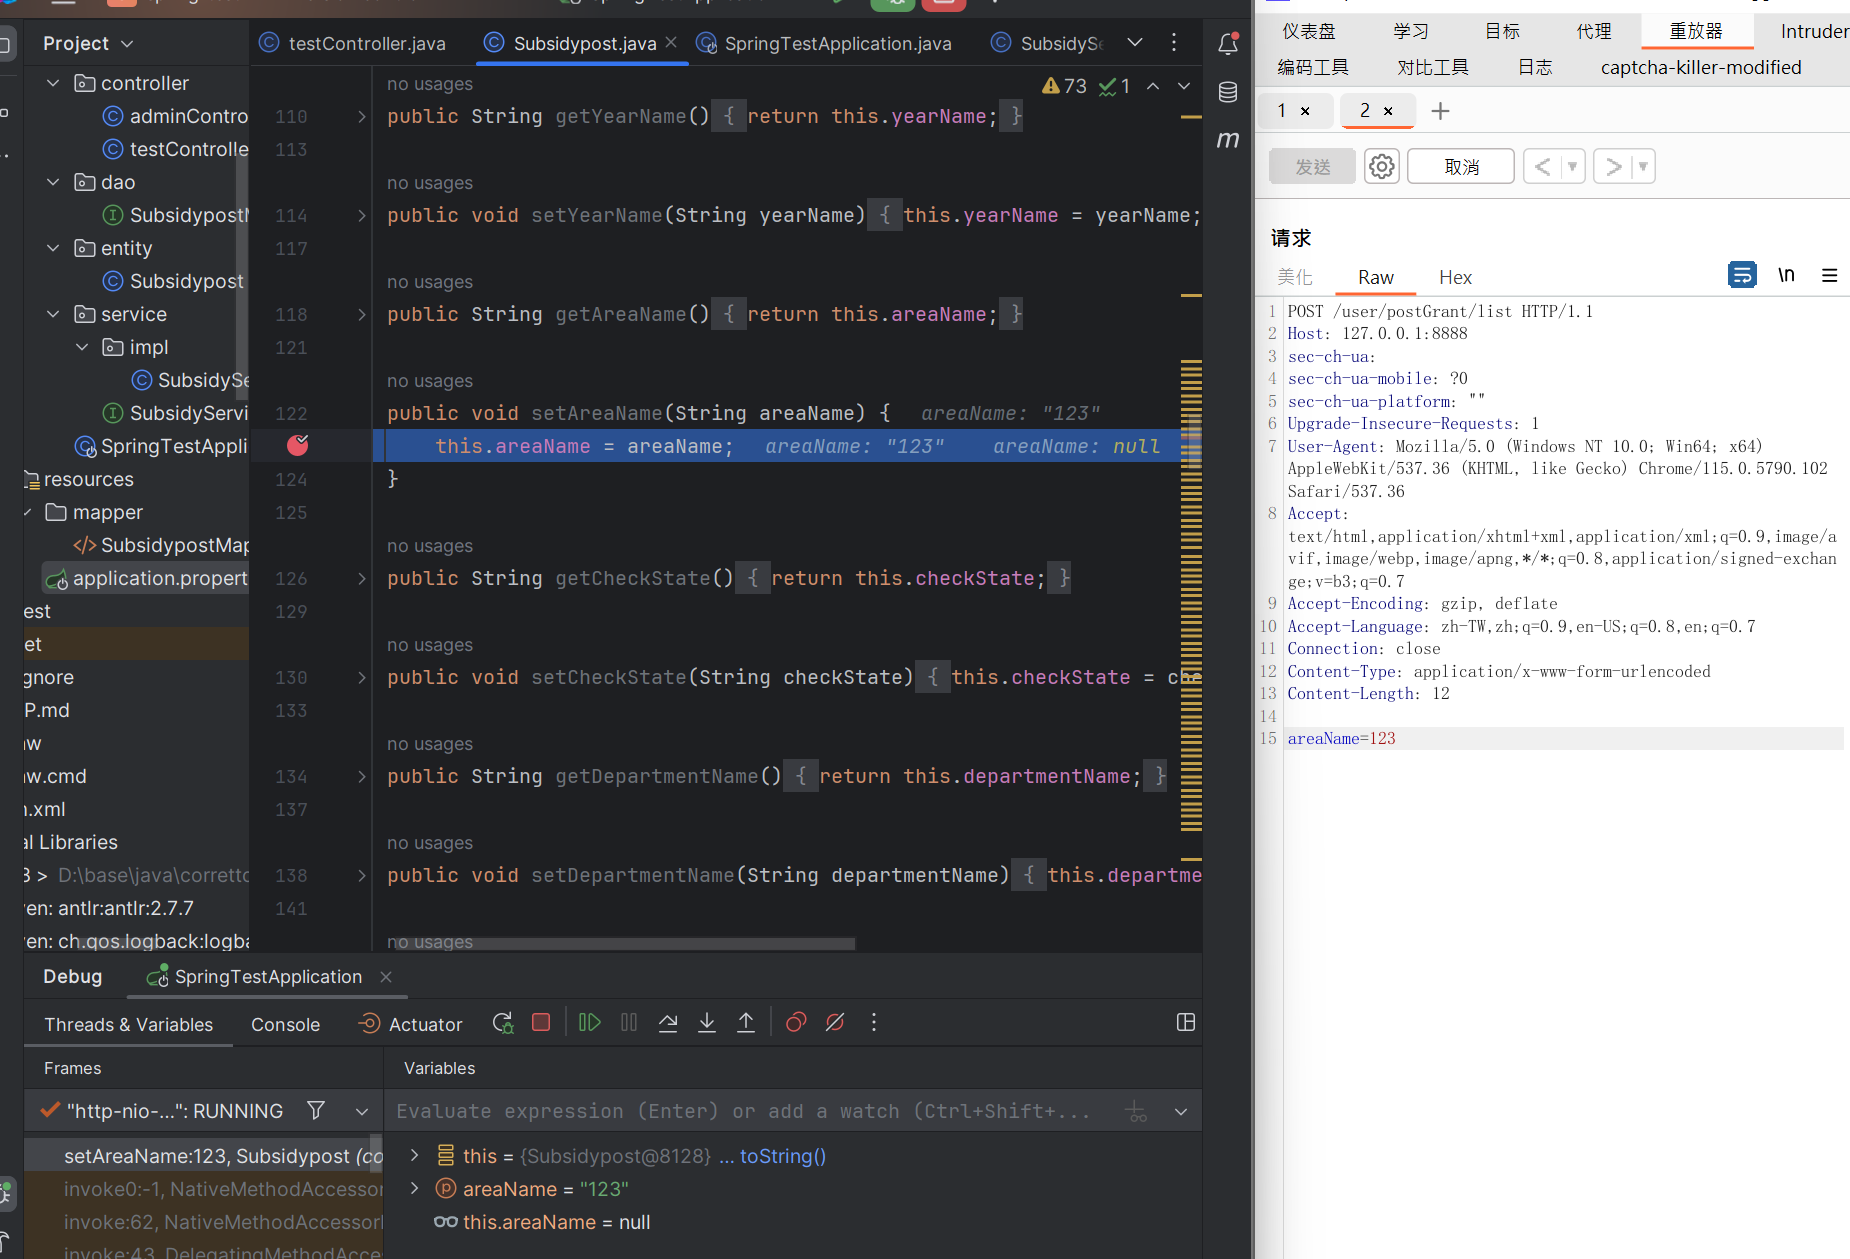 Project
testController.java
Subsidypost.java
SpringTestApplication.java
SubsidySe
controller
adminContro
testControlle
dao
Subsidypost
entity
Subsidypost
service
impl
SubsidySe
SubsidyServi
SpringTestAppli
resources
mapper
SubsidypostMap
application.propert
est
et
gnore
P.md
w
w.cmd
.xml
al Libraries
3 > D:\base\java\corretto
en: antlr:antlr:2.7.7
en: ch.qos.logback:logba
73
1
no usages
110 public String getYearName() { return this.yearName; }
113
no usages
114 public void setYearName(String yearName) { this.yearName = yearName;
117
no usages
118 public String getAreaName() { return this.areaName; }
121
no usages
122 public void setAreaName(String areaName) { areaName: "123"
this.areaName = areaName; areaName: "123" areaName: null
124 }
125
no usages
126 public String getCheckState() { return this.checkState; }
129
no usages
130 public void setCheckState(String checkState) { this.checkState = che
133
no usages
134 public String getDepartmentName() { return this.departmentName; }
137
no usages
138 public void setDepartmentName(String departmentName) { this.departme
141
no usages
m
Debug
SpringTestApplication
Threads & Variables
Console
Actuator
Frames
Variables
"http-nio-...": RUNNING
Evaluate expression (Enter) or add a watch (Ctrl+Shift+...
setAreaName:123, Subsidypost (co
invoke0:-1, NativeMethodAccessor
invoke:62, NativeMethodAccessor
invoke:43, DelegatingMethodAcce
this = {Subsidypost@8128} ... toString()
areaName = "123"
this.areaName = null
仪表盘 学习 目标 代理 重放器 Intruder
编码工具 对比工具 日志 captcha-killer-modified
1 × 2 × +
发送
取消
< >
请求
美化 Raw Hex
\n
1 POST /user/postGrant/list HTTP/1.1
2 Host: 127.0.0.1:8888
3 sec-ch-ua:
4 sec-ch-ua-mobile: ?0
5 sec-ch-ua-platform: ""
6 Upgrade-Insecure-Requests: 1
7 User-Agent: Mozilla/5.0 (Windows NT 10.0; Win64; x64)
AppleWebKit/537.36 (KHTML, like Gecko) Chrome/115.0.5790.102
Safari/537.36
8 Accept:
text/html,application/xhtml+xml,application/xml;q=0.9,image/a
vif,image/webp,image/apng,*/*;q=0.8,application/signed-exchan
ge;v=b3;q=0.7
9 Accept-Encoding: gzip, deflate
10 Accept-Language: zh-TW,zh;q=0.9,en-US;q=0.8,en;q=0.7
11 Connection: close
12 Content-Type: application/x-www-form-urlencoded
13 Content-Length: 12
14
15 areaName=123